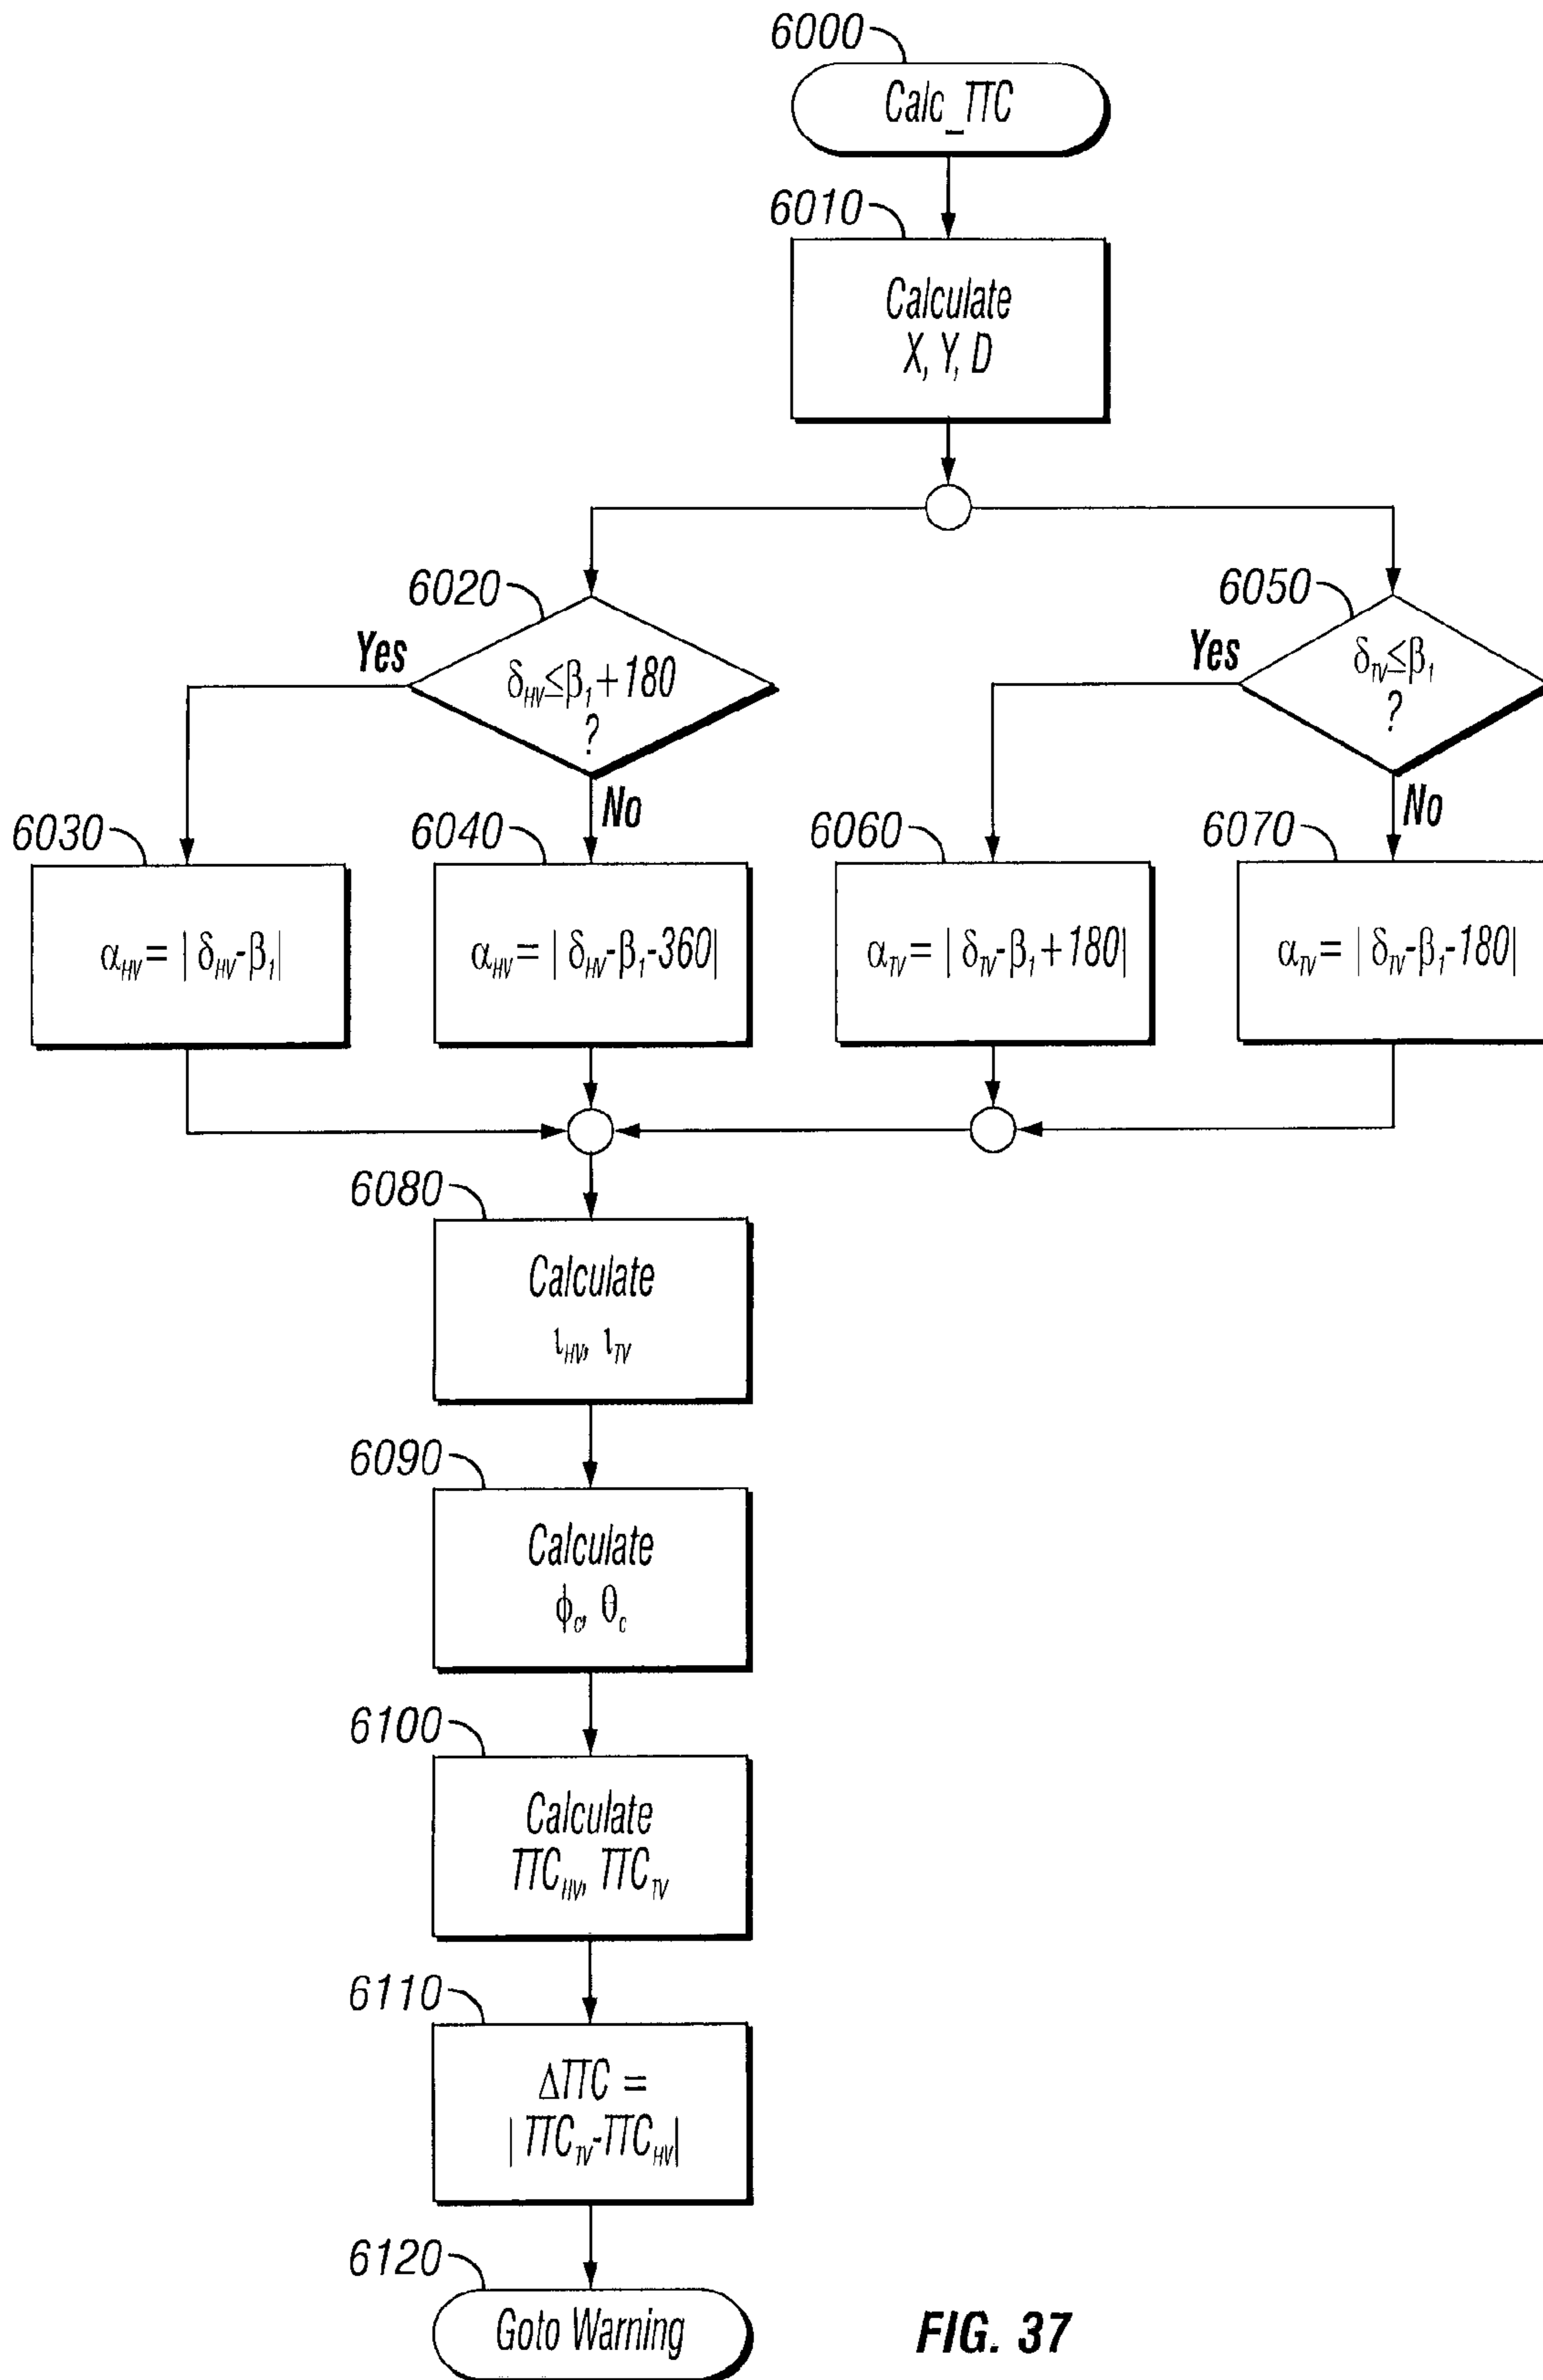 6000
Calc_TTC
6010
Calculate
X, Y, D
6020
Yes
δHV≤β1+180
?
No
6050
Yes
δTV≤β1
?
No
6030
αHV= | δHV-β1|
6040
αHV= | δHV-β1-360|
6060
αTV= | δTV-β1+180|
6070
αTV= | δTV-β1-180|
6080
Calculate
ιHV, ιTV
6090
Calculate
ϕc, θc
6100
Calculate
TTCHV, TTCTV
6110
ΔTTC =
| TTCTV-TTCHV|
6120
Goto Warning
FIG. 37